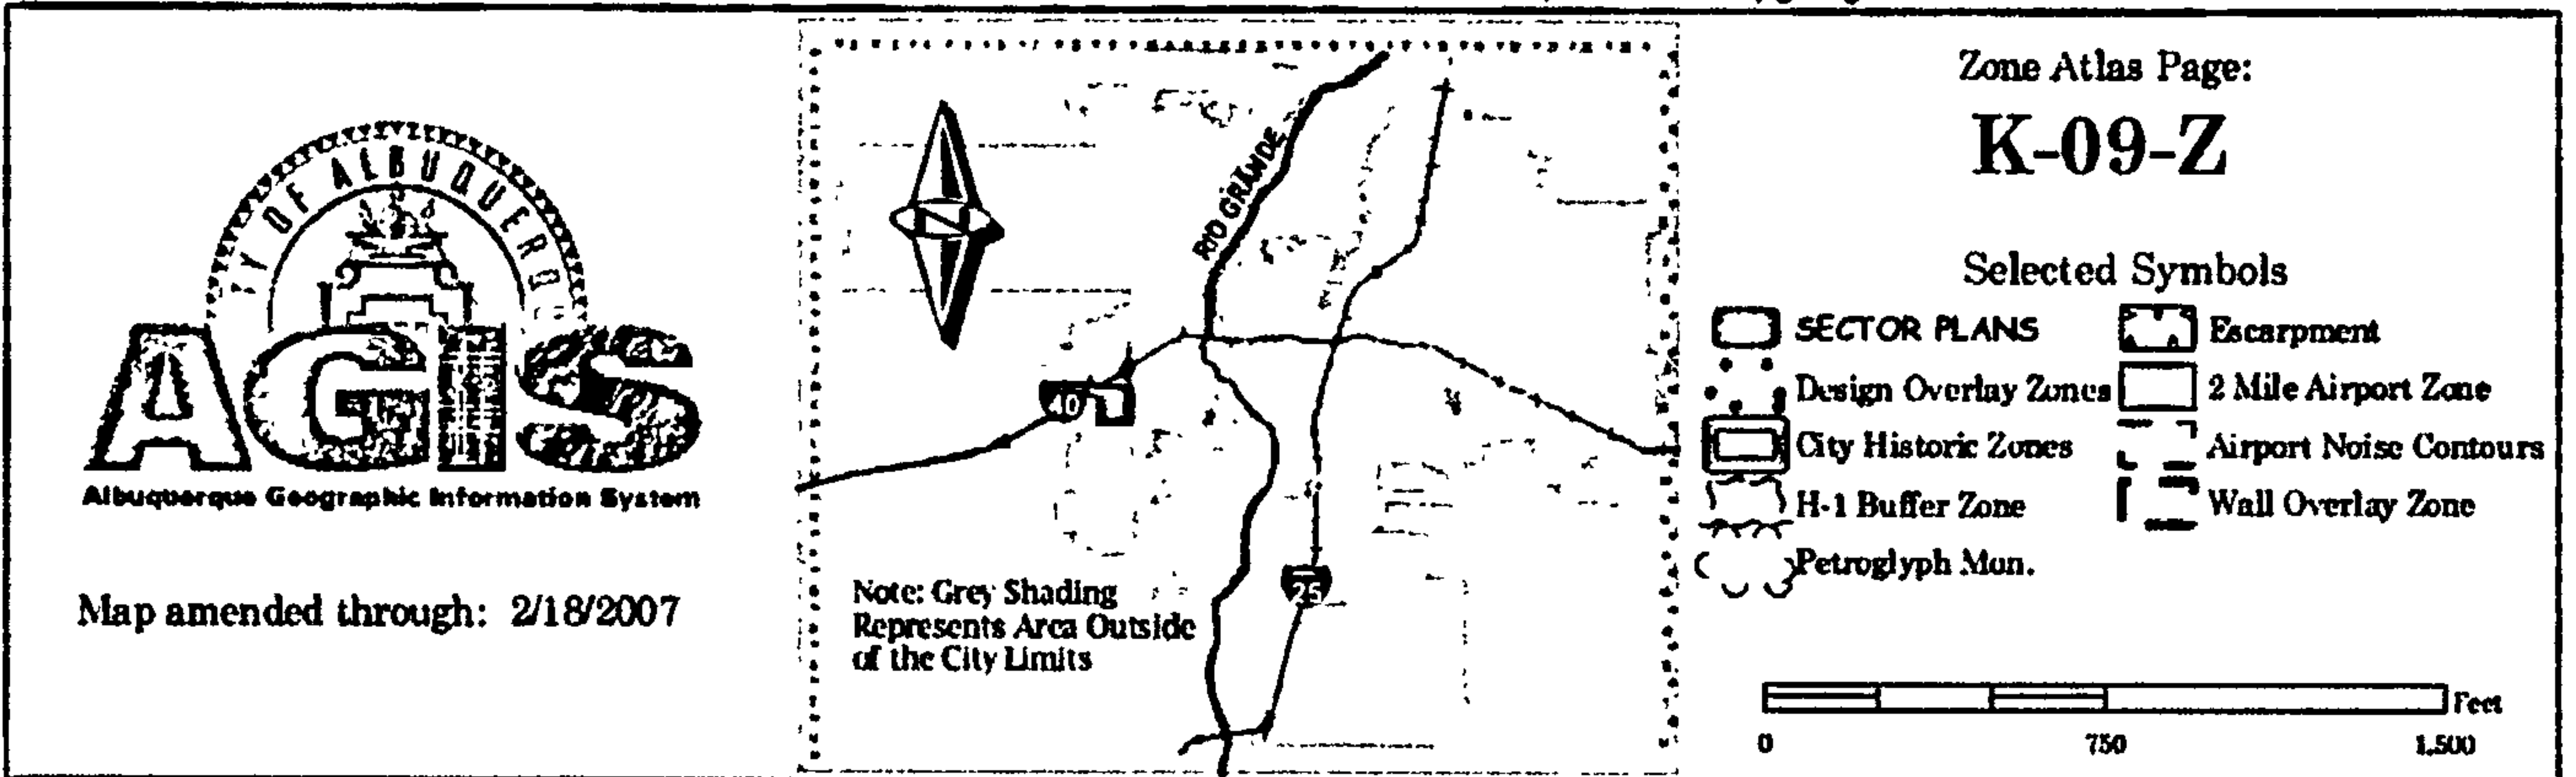 TY OF ALBUQUERQ
AGIS
Albuquerque Geographic Information System
Map amended through: 2/18/2007
N
RIO GRANDE
40
25
Note: Grey Shading
Represents Area Outside
of the City Limits
Zone Atlas Page:
K-09-Z
Selected Symbols
SECTOR PLANS
Escarpment
Design Overlay Zones
2 Mile Airport Zone
City Historic Zones
Airport Noise Contours
H-1 Buffer Zone
Wall Overlay Zone
Petroglyph Mon.
Feet
0 750 1,500